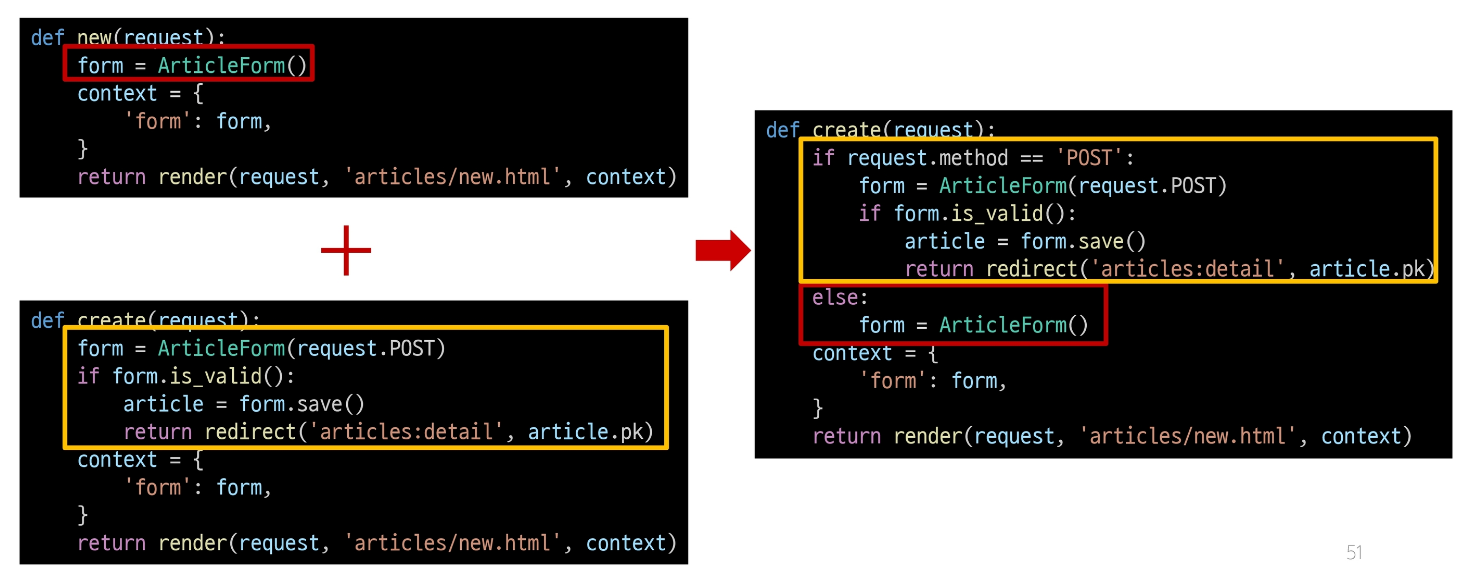 def new(request):
    form = ArticleForm()
    context = {
        'form': form,
    }
    return render(request, 'articles/new.html', context)
def create(request):
    form = ArticleForm(request.POST)
    if form.is_valid():
        article = form.save()
        return redirect('articles:detail', article.pk)
    context = {
        'form': form,
    }
    return render(request, 'articles/new.html', context)
def create(request):
    if request.method == 'POST':
        form = ArticleForm(request.POST)
        if form.is_valid():
            article = form.save()
            return redirect('articles:detail', article.pk)
    else:
        form = ArticleForm()
    context = {
        'form': form,
    }
    return render(request, 'articles/new.html', context)
51